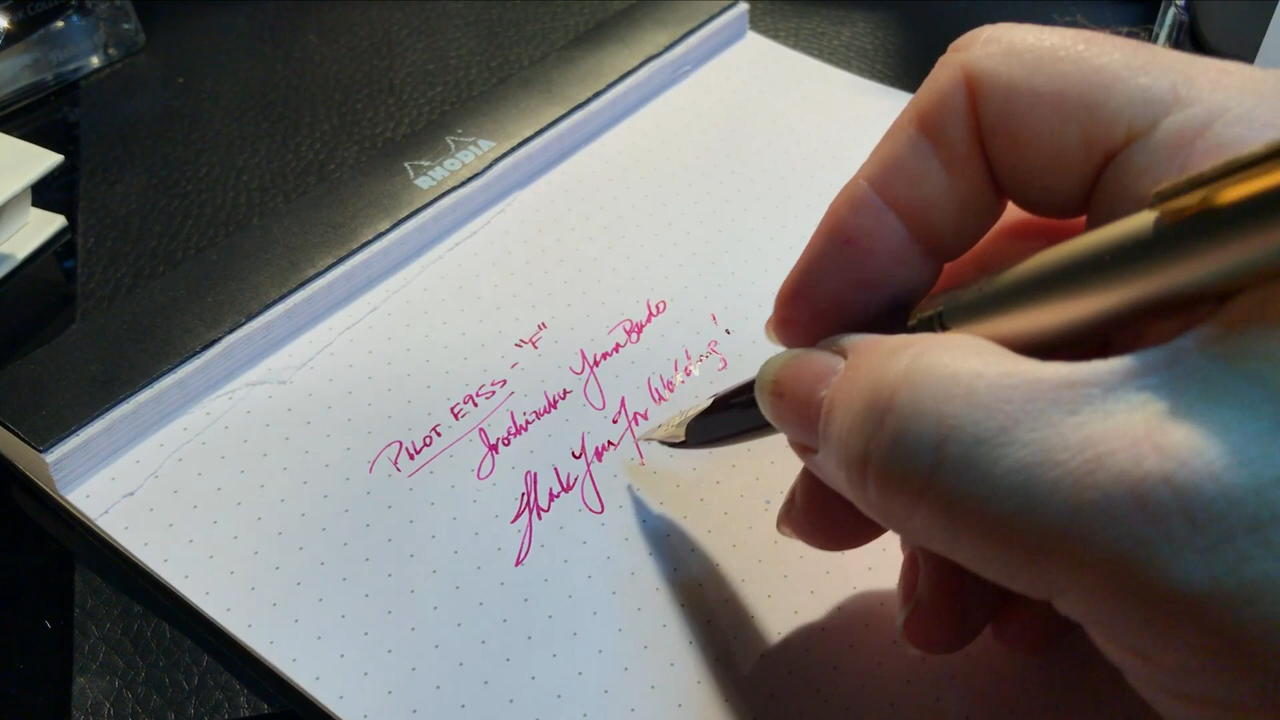 RHODIA
PILOT E95S - "F"
Iroshizuku Yama Budo
Thank You For Watching!